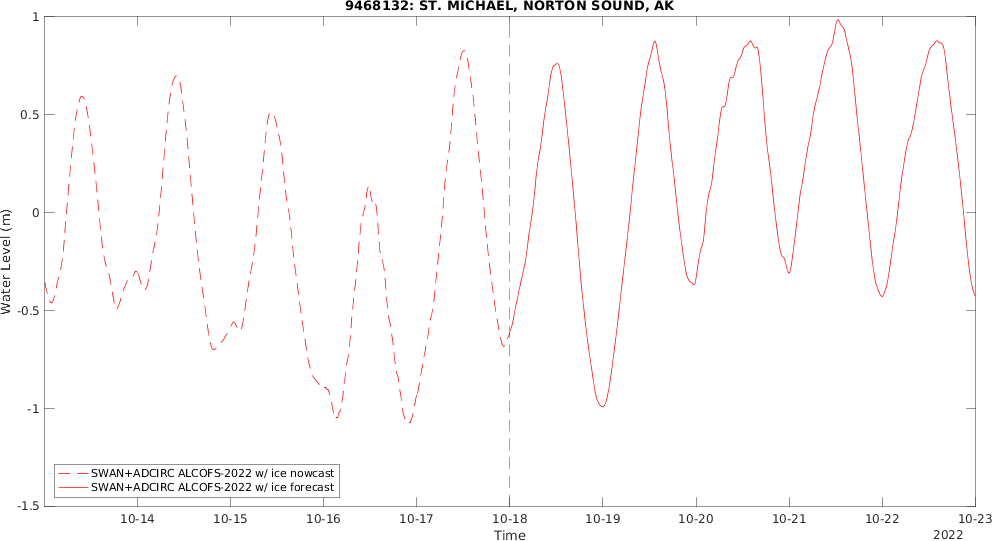 9468132: ST. MICHAEL, NORTON SOUND, AK
Water Level (m)
1
0.5
0
-0.5
-1
-1.5
SWAN+ADCIRC ALCOFS-2022 w/ ice nowcast
SWAN+ADCIRC ALCOFS-2022 w/ ice forecast
10-14 10-15 10-16 10-17 10-18 10-19 10-20 10-21 10-22 10-23
Time
2022